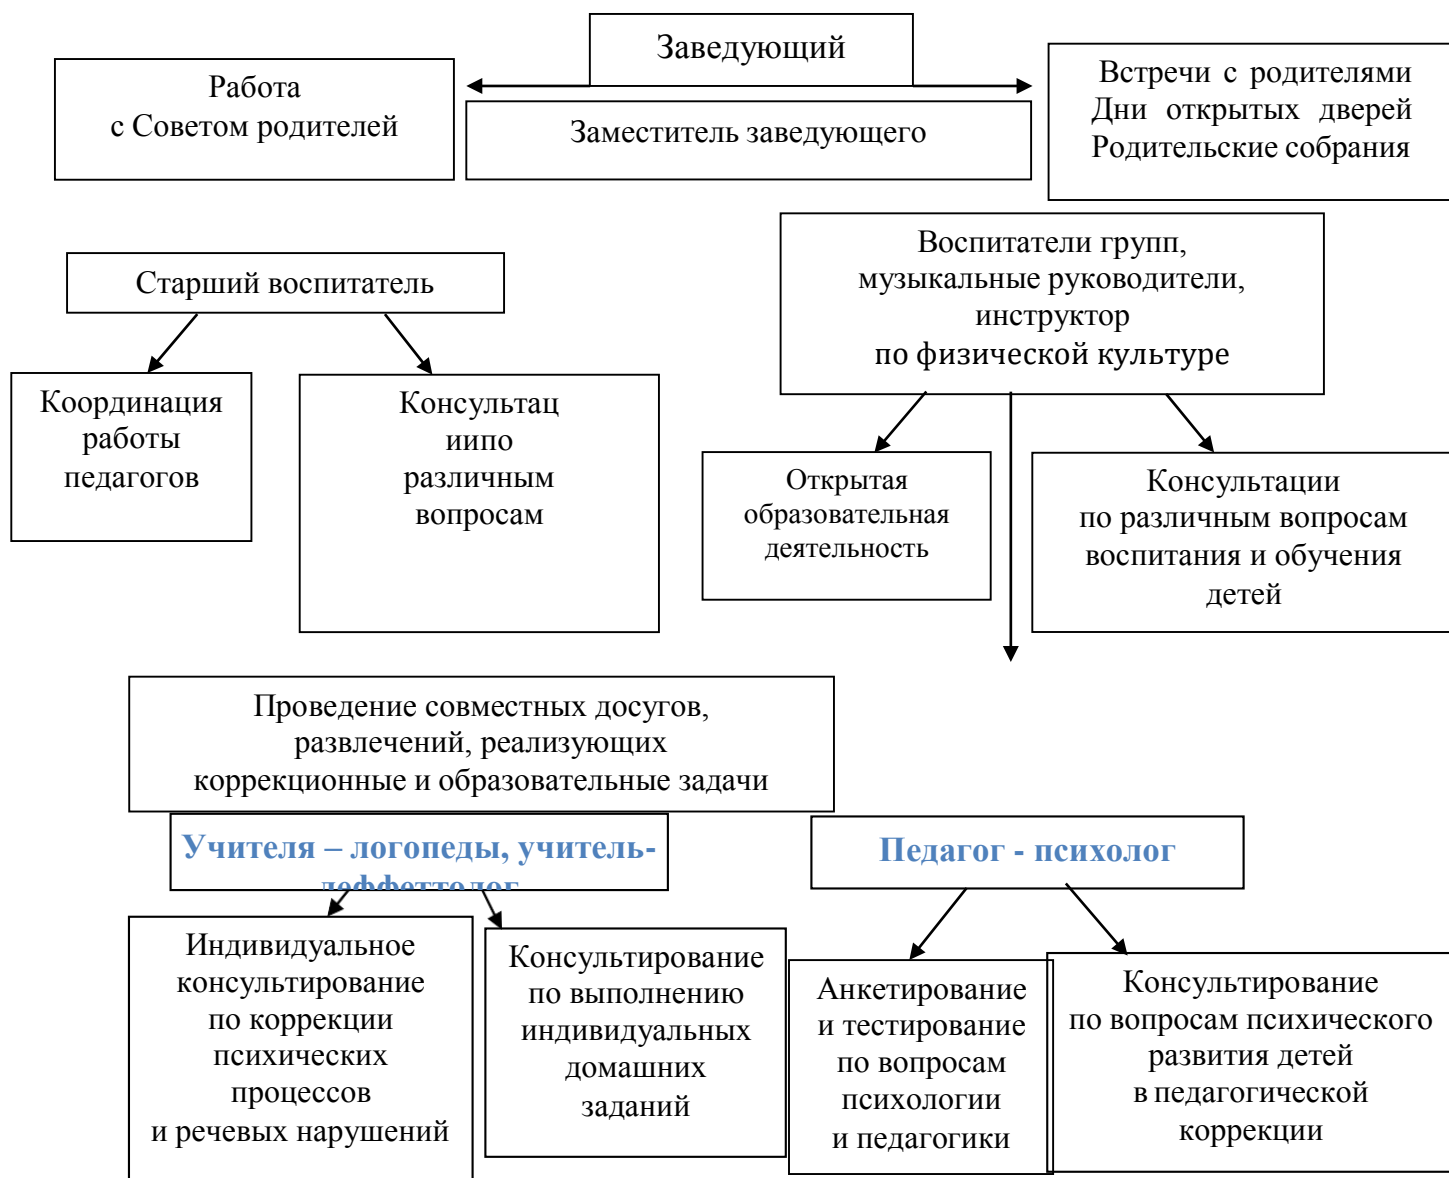 Заведующий
Работа
с Советом родителей
Заместитель заведующего
Встречи с родителями
Дни открытых дверей
Родительские собрания
Старший воспитатель
Воспитатели групп,
музыкальные руководители,
инструктор
по физической культуре
Координация
работы
педагогов
Консультац
иипо
различным
вопросам
Открытая
образовательная
деятельность
Консультации
по различным вопросам
воспитания и обучения
детей
Проведение совместных досугов,
развлечений, реализующих
коррекционные и образовательные задачи
Учителя – логопеды, учитель-
деффеттолог
Педагог - психолог
Индивидуальное
консультирование
по коррекции
психических
процессов
и речевых нарушений
Консультирование
по выполнению
индивидуальных
домашних
заданий
Анкетирование
и тестирование
по вопросам
психологии
и педагогики
Консультирование
по вопросам психического
развития детей
в педагогической
коррекции